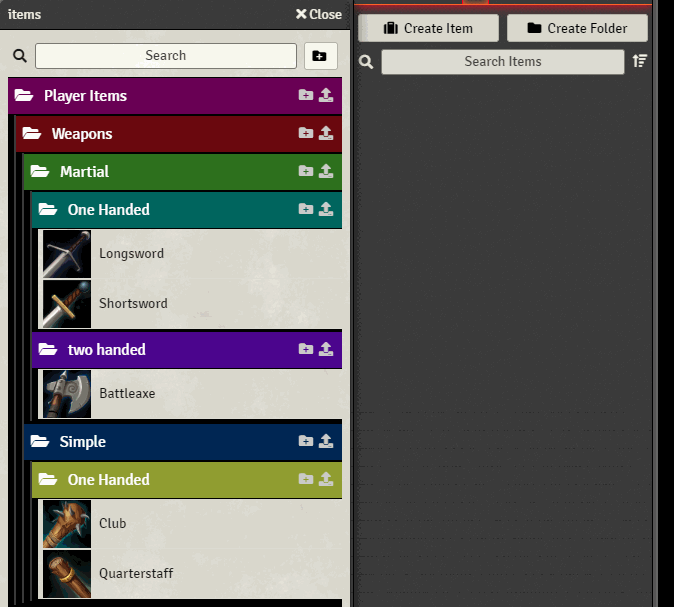 items
Close
Search
Player Items
Weapons
Martial
One Handed
Longsword
Shortsword
two handed
Battleaxe
Simple
One Handed
Club
Quarterstaff
Create Item
Create Folder
Search Items